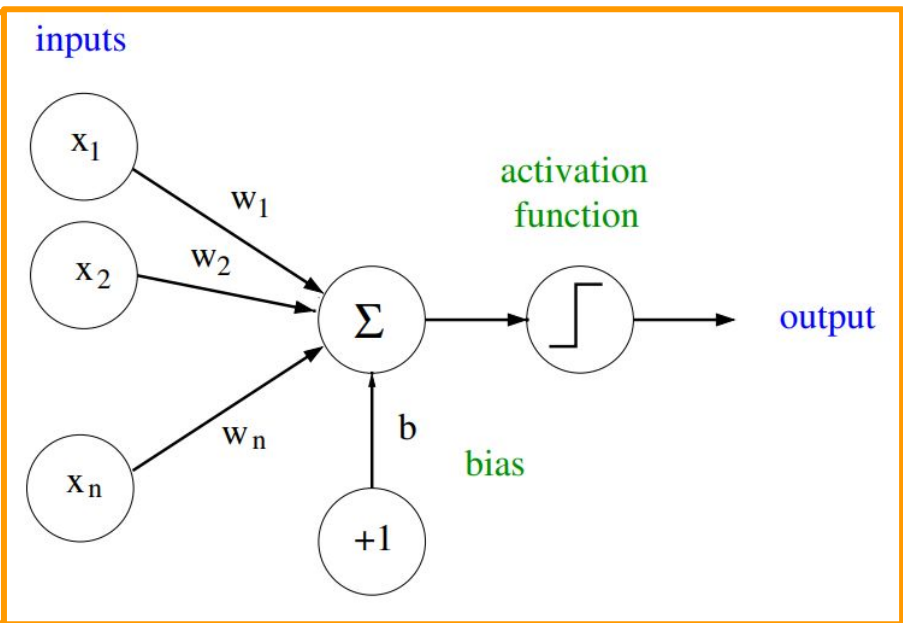 inputs
x1
w1
activation
function
x2
w2
Σ
output
wn
b
bias
xn
+1